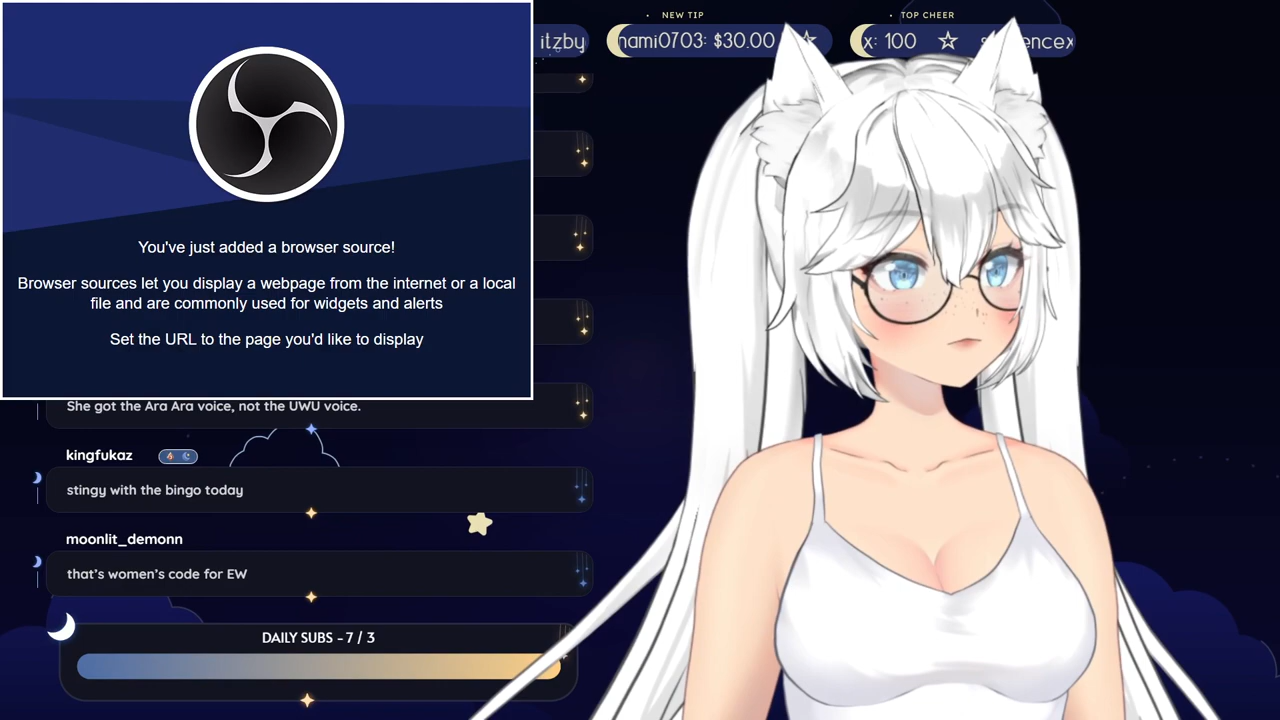 NEW TIP
TOP CHEER
itzby
nami0703: $30.00
x: 100
You've just added a browser source!
Browser sources let you display a webpage from the internet or a local
file and are commonly used for widgets and alerts
Set the URL to the page you'd like to display
She got the Ara Ara voice, not the UWU voice.
kingfukaz
stingy with the bingo today
moonlit_demonn
that's women's code for EW
DAILY SUBS - 7 / 3